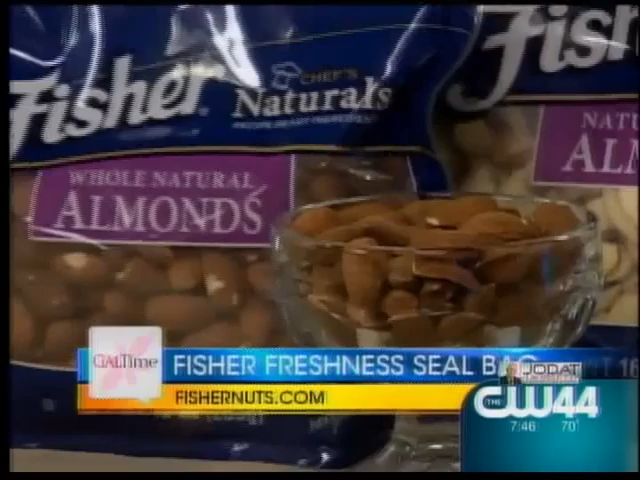 Fisher
Fish
CHEF'S
Naturals
NATU
WHOLE NATURAL
ALMONDS
ALM
GALTime
FISHER FRESHNESS SEAL BAG
FISHERNUTS.COM
THE CW44
7:46 70°